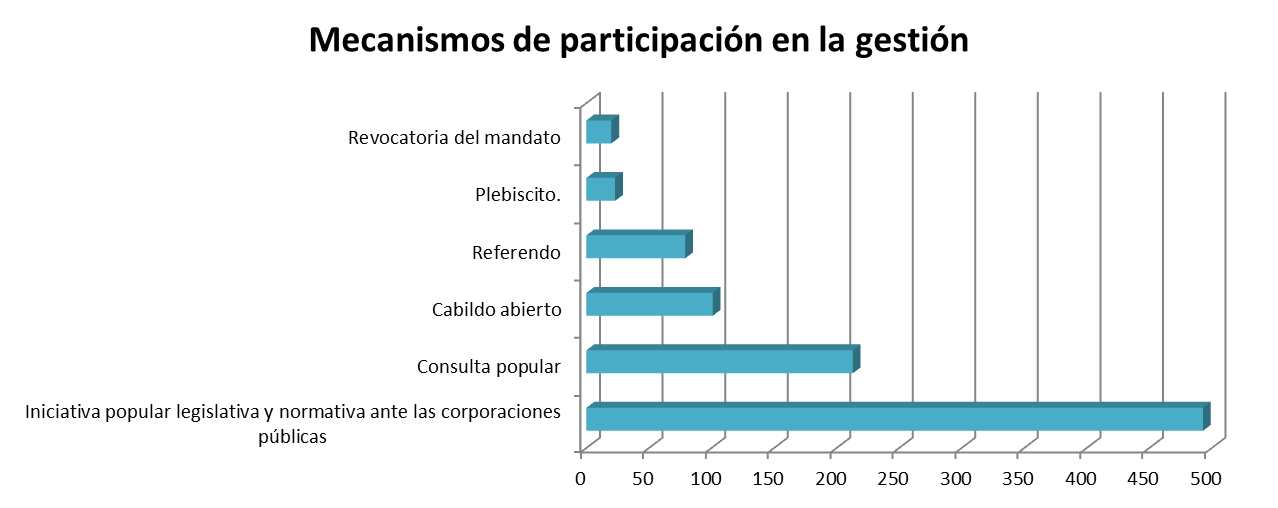 Mecanismos de participación en la gestión
Revocatoria del mandato
Plebiscito.
Referendo
Cabildo abierto
Consulta popular
Iniciativa popular legislativa y normativa ante las corporaciones
públicas
0 50 100 150 200 250 300 350 400 450 500